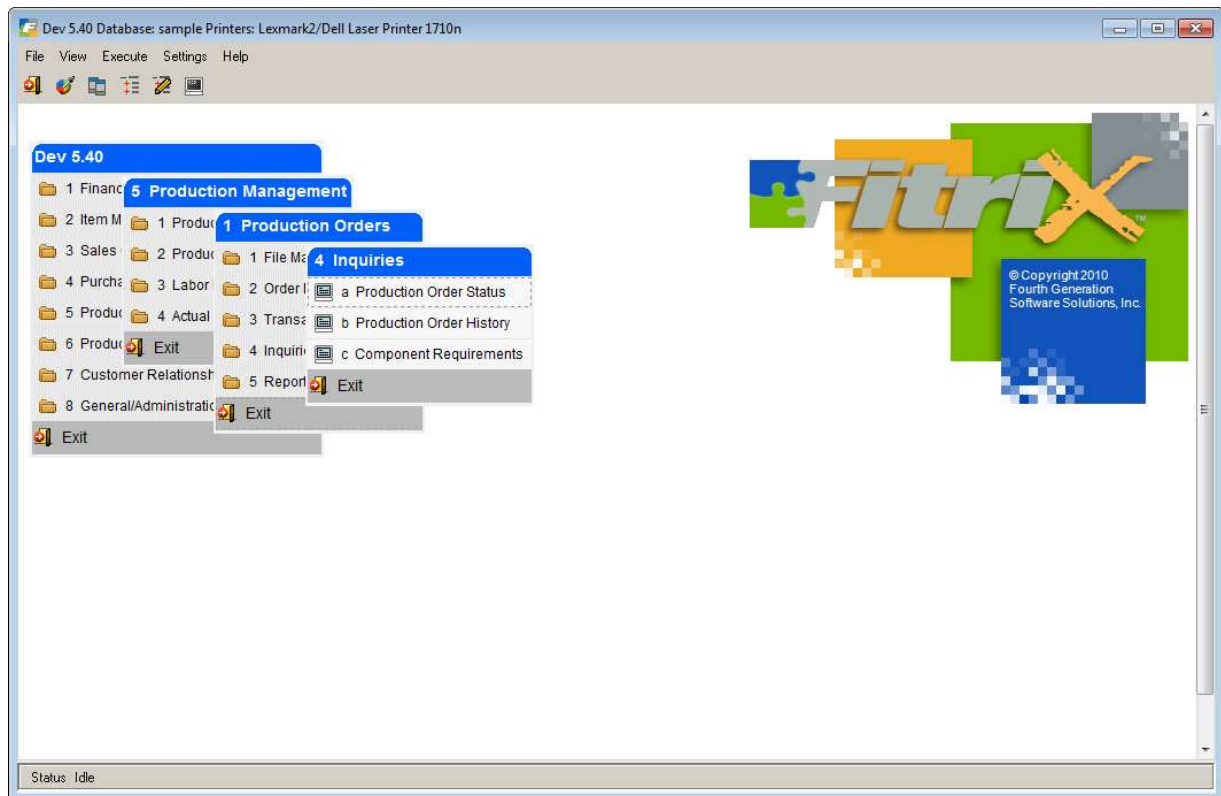 Dev 5.40 Database: sample Printers: Lexmark2/Dell Laser Printer 1710n
File View Execute Settings Help
Dev 5.40
1 Financ
2 Item M
3 Sales
4 Purcha
5 Produc
6 Produc
7 Customer Relationsh
8 General/Administratio
Exit
5 Production Management
1 Produc
2 Produc
3 Labor
4 Actual
Exit
1 Production Orders
1 File Ma
2 Order
3 Transa
4 Inquirie
5 Report
Exit
4 Inquiries
a Production Order Status
b Production Order History
c Component Requirements
Exit
FitriX
TM
© Copyright 2010
Fourth Generation
Software Solutions, Inc.
Status Idle